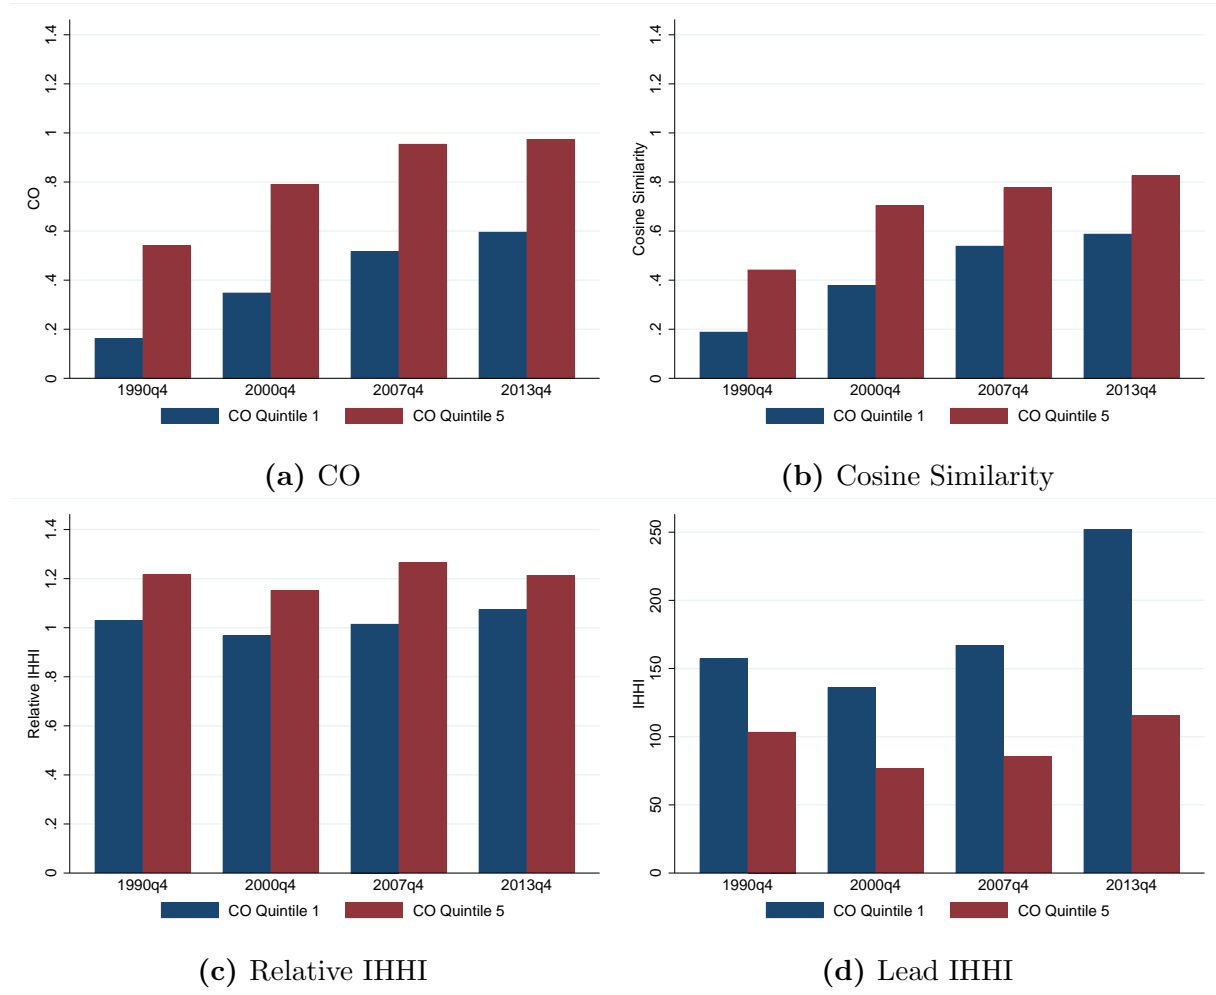 CO
1.4
1.2
1
.8
.6
.4
.2
0
1990q4 2000q4 2007q4 2013q4
CO Quintile 1 CO Quintile 5
(a) CO
Cosine Similarity
1.4
1.2
1
.8
.6
.4
.2
0
1990q4 2000q4 2007q4 2013q4
CO Quintile 1 CO Quintile 5
(b) Cosine Similarity
Relative IHHI
1.4
1.2
1
.8
.6
.4
.2
0
1990q4 2000q4 2007q4 2013q4
CO Quintile 1 CO Quintile 5
(c) Relative IHHI
IHHI
250
200
150
100
50
0
1990q4 2000q4 2007q4 2013q4
CO Quintile 1 CO Quintile 5
(d) Lead IHHI